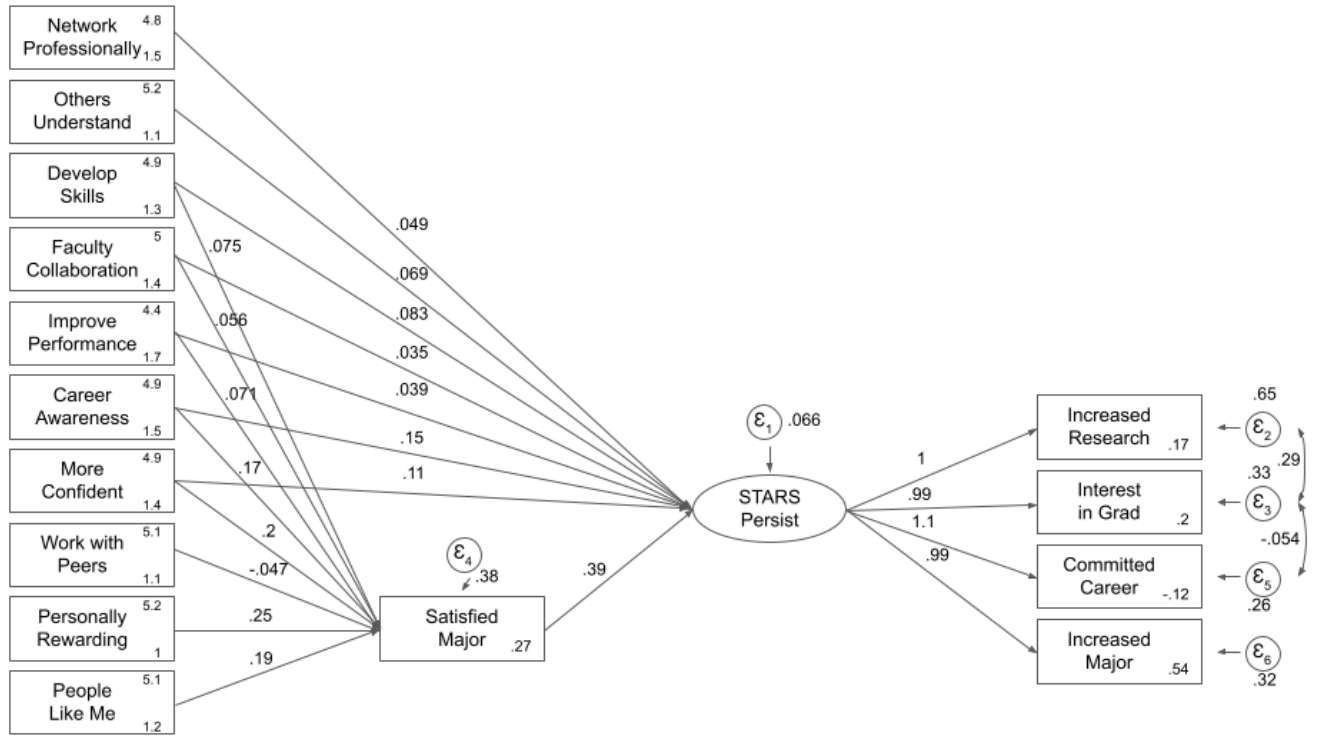 4.8
Network
Professionally
1.5
5.2
Others
Understand
1.1
4.9
Develop
Skills
1.3
5
Faculty
Collaboration
1.4
4.4
Improve
Performance
1.7
4.9
Career
Awareness
1.5
4.9
More
Confident
1.4
5.1
Work with
Peers
1.1
5.2
Personally
Rewarding
1
5.1
People
Like Me
1.2
.075
.056
.071
.17
.2
-.047
.25
.19
.049
.069
.083
.035
.039
.15
.11
ε4
.38
Satisfied
Major
.27
.39
ε1 .066
STARS
Persist
1
.99
1.1
.99
Increased
Research
.17
Interest
in Grad
.2
Committed
Career
-.12
Increased
Major
.54
.65
ε2
.29
.33
ε3
-.054
ε5
.26
ε6
.32